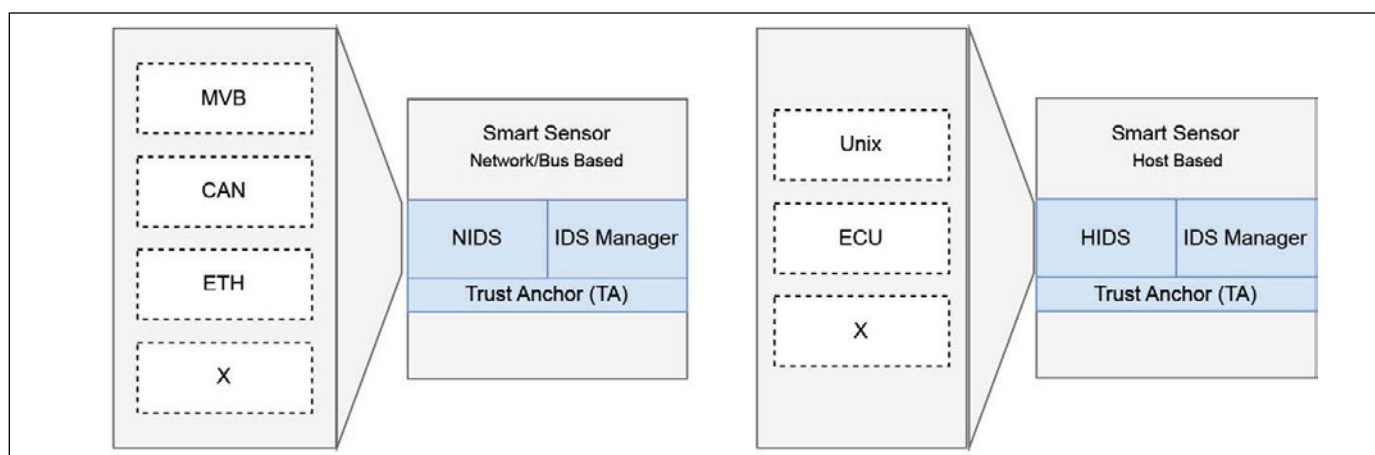 MVB
CAN
ETH
X
Smart Sensor
Network/Bus Based
NIDS
IDS Manager
Trust Anchor (TA)
Unix
ECU
X
Smart Sensor
Host Based
HIDS
IDS Manager
Trust Anchor (TA)